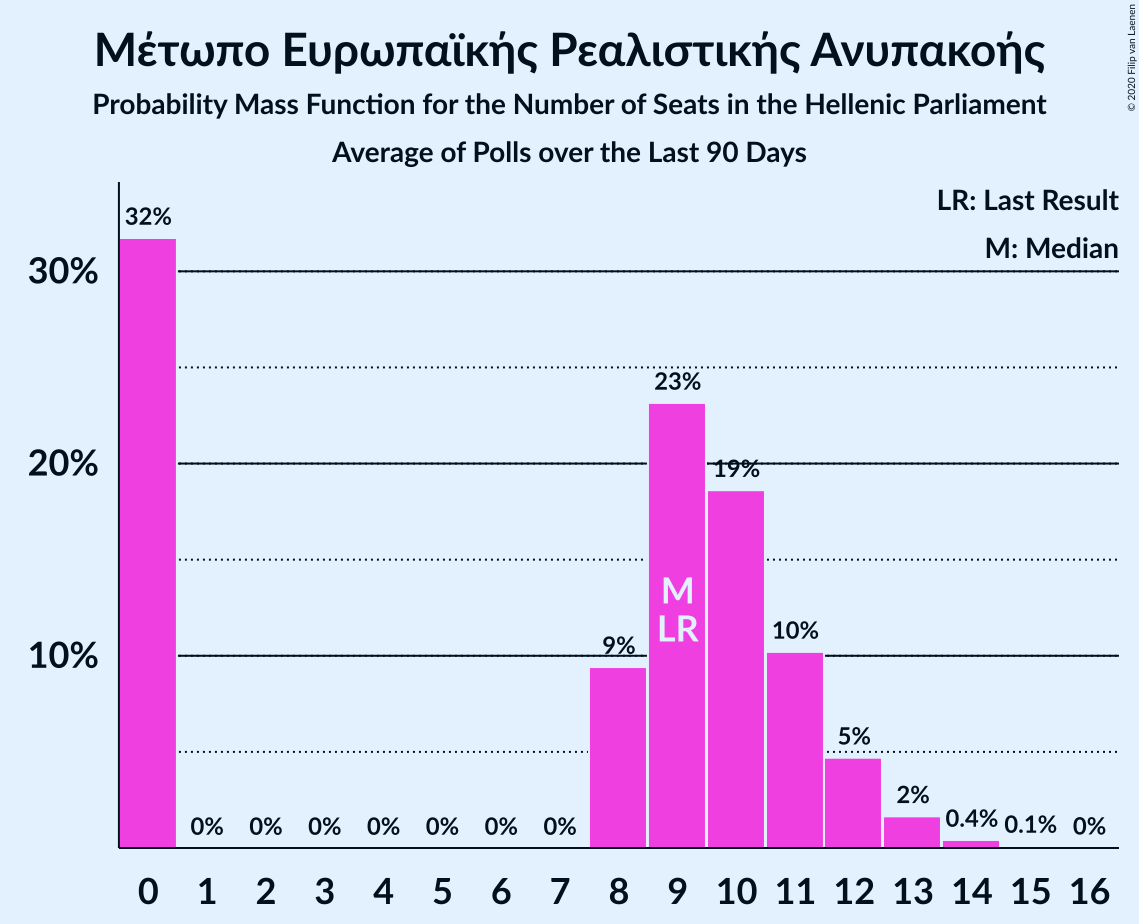 Μέτωπο Ευρωπαϊκής Ρεαλιστικής Ανυπακοής
Probability Mass Function for the Number of Seats in the Hellenic Parliament
Average of Polls over the Last 90 Days
© 2020 Filip van Laenen
LR: Last Result
M: Median
32%
30%
23%
20%
19%
M
LR
10%
9%
10%
5%
2%
0% 0% 0% 0% 0% 0% 0% 0.4% 0.1% 0%
0 1 2 3 4 5 6 7 8 9 10 11 12 13 14 15 16